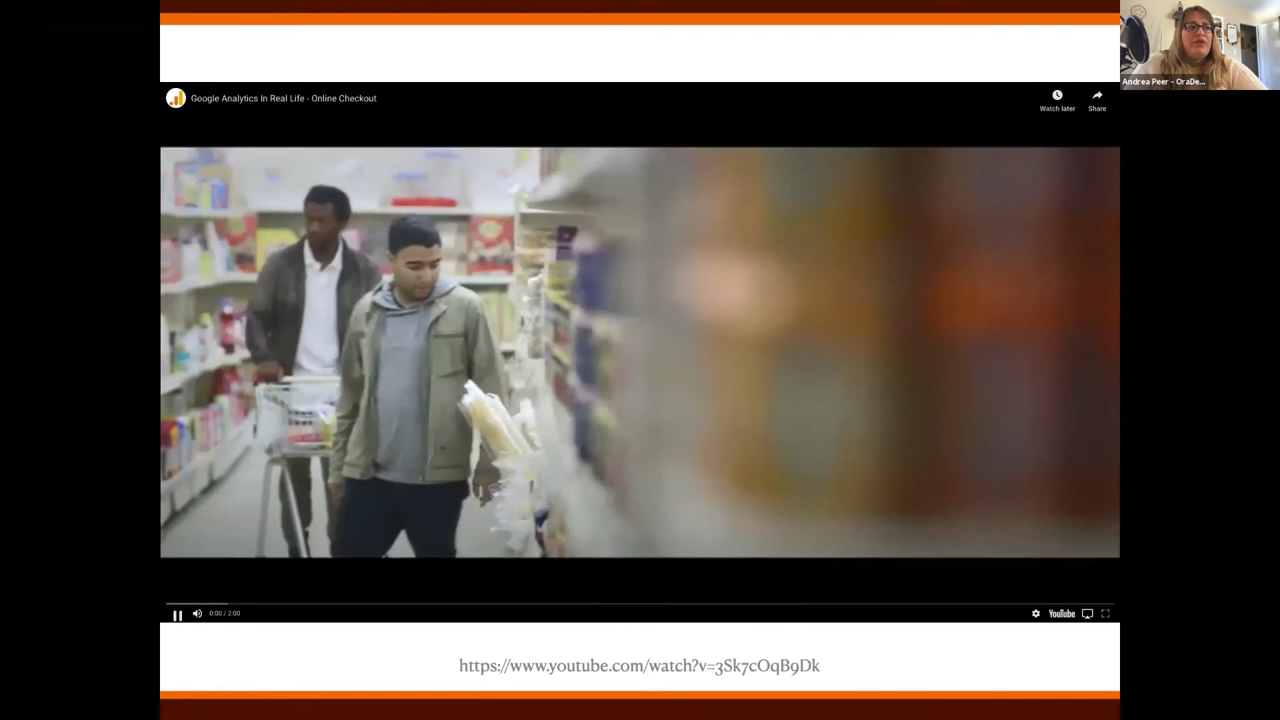 Google Analytics In Real Life - Online Checkout
Watch later
Share
Andrea Peer - OraDe...
0:00 / 2:00
YouTube
https://www.youtube.com/watch?v=3Sk7cOqB9Dk